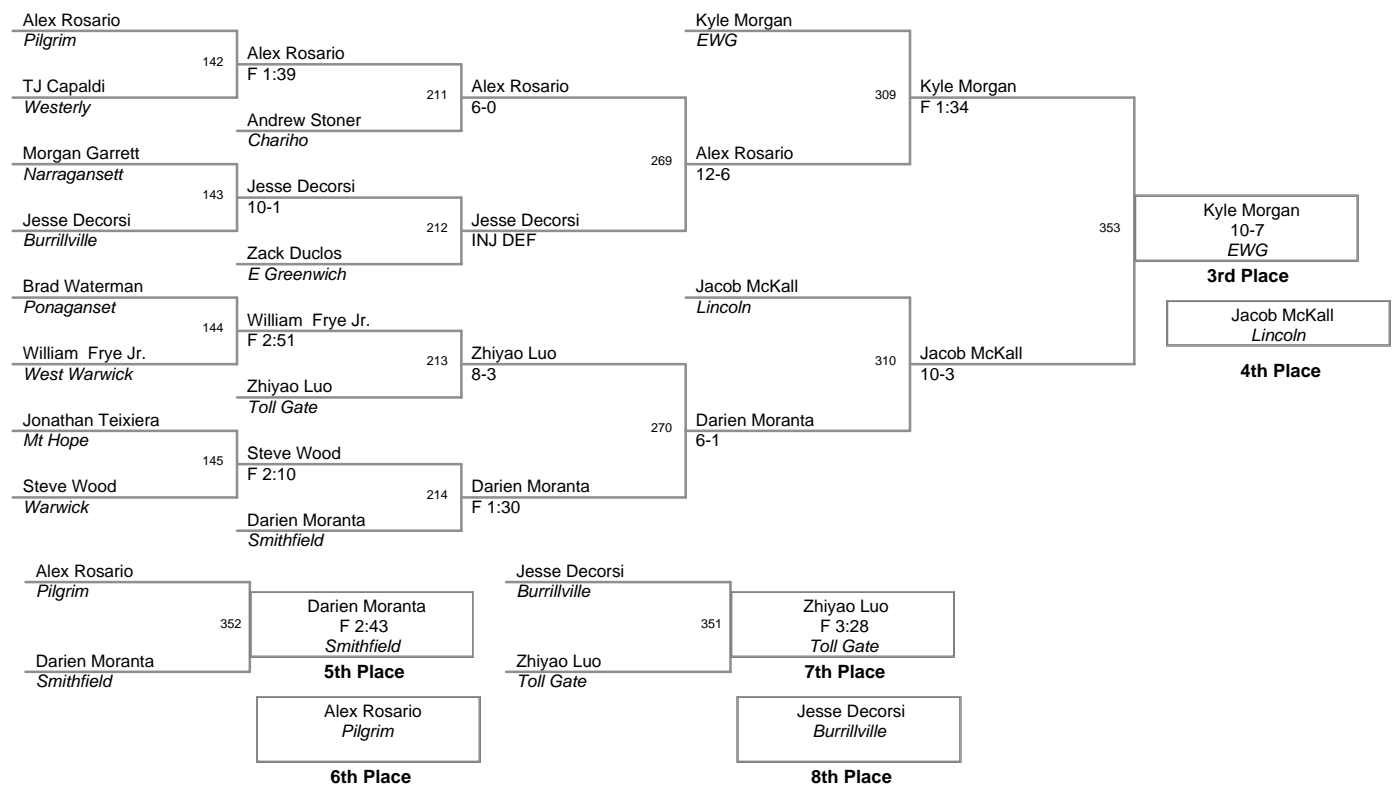 Alex Rosario
Pilgrim
142
TJ Capaldi
Westerly
Morgan Garrett
Narragansett
143
Jesse Decorsi
Burrillville
Brad Waterman
Ponaganset
144
William  Frye Jr.
West Warwick
Jonathan Teixiera
Mt Hope
145
Steve Wood
Warwick
Alex Rosario
F 1:39
211
Andrew Stoner
Chariho
Jesse Decorsi
10-1
212
Zack Duclos
E Greenwich
William  Frye Jr.
F 2:51
213
Zhiyao Luo
Toll Gate
Steve Wood
F 2:10
214
Darien Moranta
Smithfield
Alex Rosario
6-0
269
Jesse Decorsi
INJ DEF
Zhiyao Luo
8-3
270
Darien Moranta
F 1:30
Kyle Morgan
EWG
309
Alex Rosario
12-6
Jacob McKall
Lincoln
310
Darien Moranta
6-1
Kyle Morgan
F 1:34
353
Jacob McKall
10-3
Kyle Morgan
10-7
EWG
3rd Place
Jacob McKall
Lincoln
4th Place
Alex Rosario
Pilgrim
352
Darien Moranta
Smithfield
Darien Moranta
F 2:43
Smithfield
5th Place
Alex Rosario
Pilgrim
6th Place
Jesse Decorsi
Burrillville
351
Zhiyao Luo
Toll Gate
Zhiyao Luo
F 3:28
Toll Gate
7th Place
Jesse Decorsi
Burrillville
8th Place